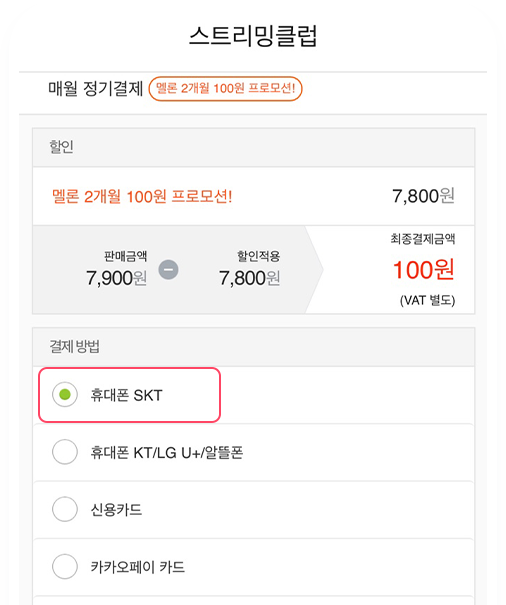 스트리밍클럽
매월 정기결제 멜론 2개월 100원 프로모션!
할인
멜론 2개월 100원 프로모션! 7,800원
판매금액 할인적용 최종결제금액
7,900원 7,800원 100원
(VAT 별도)
결제 방법
휴대폰 SKT
휴대폰 KT/LG U+/알뜰폰
신용카드
카카오페이 카드